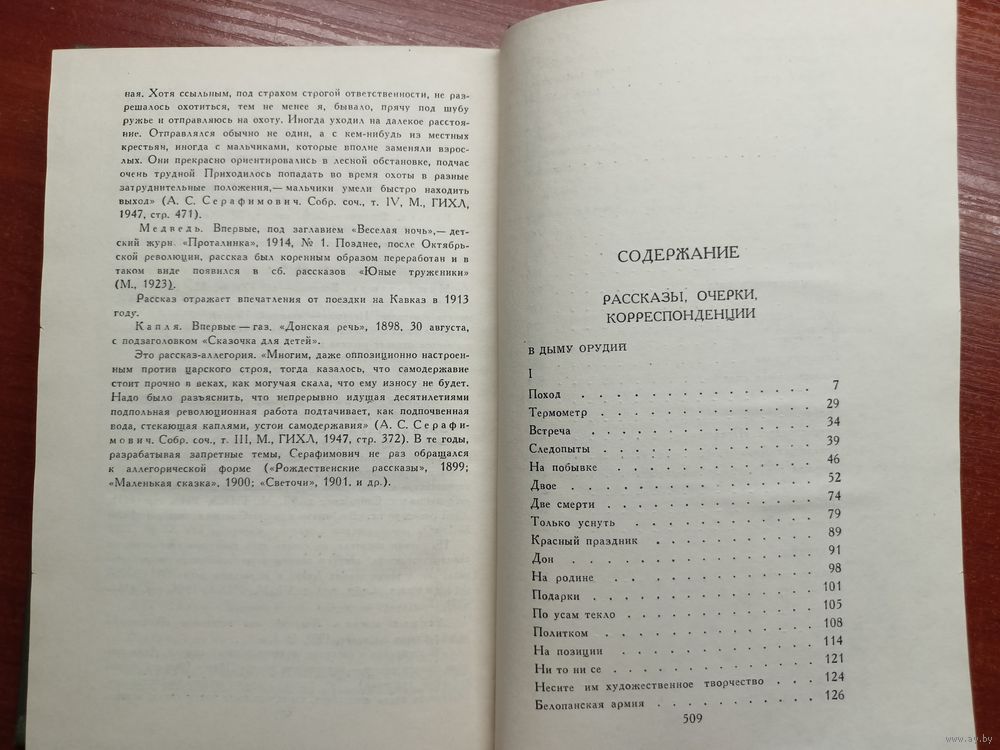 ная. Хотя ссыльным, под страхом строгой ответственности, не раз-
решалось охотиться, тем не менее я, бывало, прячу под шубу
ружье и отправляюсь на охоту. Иногда уходил на далекое расстоя-
ние. Отправлялся обычно не один, а с кем-нибудь из местных
крестьян, иногда с мальчиками, которые вполне заменяли взрос-
лых. Они прекрасно ориентировались в лесной обстановке, подчас
очень трудной Приходилось попадать во время охоты в разные
затруднительные положения,— мальчики умели быстро находить
выход» (А. С. Серафимович. Собр. соч., т. IV, М., ГИХЛ,
1947, стр. 471).
Медведь. Впервые, под заглавием «Веселая ночь»,— дет-
ский журн. «Проталинка», 1914, № 1. Позднее, после Октябрь-
ской революции, рассказ был коренным образом переработан и в
таком виде появился в сб. рассказов «Юные труженики»
(М., 1923).
Рассказ отражает впечатления от поездки на Кавказ в 1913
году.
Капля. Впервые — газ. «Донская речь», 1898, 30 августа,
с подзаголовком «Сказочка для детей».
Это рассказ-аллегория. «Многим, даже оппозиционно настроен-
ным против царского строя, тогда казалось, что самодержавие
стоит прочно в веках, как могучая скала, что ему износу не будет.
Надо было разъяснить, что непрерывно идущая десятилетиями
подпольная революционная работа подтачивает, как подпочвенная
вода, стекающая каплями, устои самодержавия» (А. С. Серафи-
мович. Собр. соч., т. III, М., ГИХЛ, 1947, стр. 372). В те годы,
разрабатывая запретные темы, Серафимович не раз обращался
к аллегорической форме («Рождественские рассказы», 1899;
«Маленькая сказка», 1900; «Светочи», 1901, и др.).
СОДЕРЖАНИЕ
РАССКАЗЫ, ОЧЕРКИ,
КОРРЕСПОНДЕНЦИИ
В ДЫМУ ОРУДИЙ
I
Поход . . . . . . . . . . . . 7
Термометр . . . . . . . . . . . . 29
Встреча . . . . . . . . . . . . 34
Следопыты . . . . . . . . . . . . 39
На побывке . . . . . . . . . . . 46
Двое . . . . . . . . . . . . . 52
Две смерти . . . . . . . . . . . . 74
Только уснуть . . . . . . . . . . 79
Красный праздник . . . . . . . . . 89
Дон . . . . . . . . . . . . . 91
На родине . . . . . . . . . . . . 98
Подарки . . . . . . . . . . . . 101
По усам текло . . . . . . . . . . . 105
Политком . . . . . . . . . . . . 108
На позиции . . . . . . . . . . . 114
Ни то ни се . . . . . . . . . . . 121
Несите им художественное творчество . . . 124
Белопанская армия . . . . . . . . . 126
509
www.ay.by